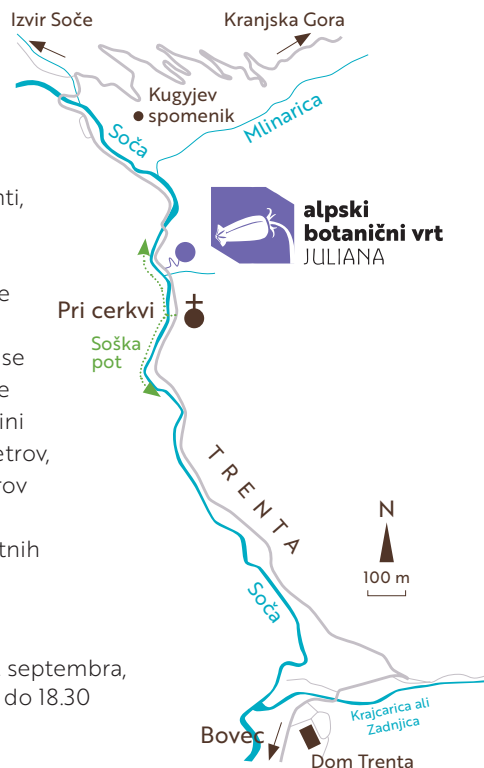 Izvir Soče
Kranjska Gora
Kugyjev
spomenik
Soča
Mlinarica
alpski
botanični vrt
JULIANA
Pri cerkvi
Soška
pot
TRENTA
N
100 m
Soča
Krajcarica ali
Zadnjica
Bovec
Dom Trenta
se
ini
etrov,
rov
tnih
septembra,
do 18.30